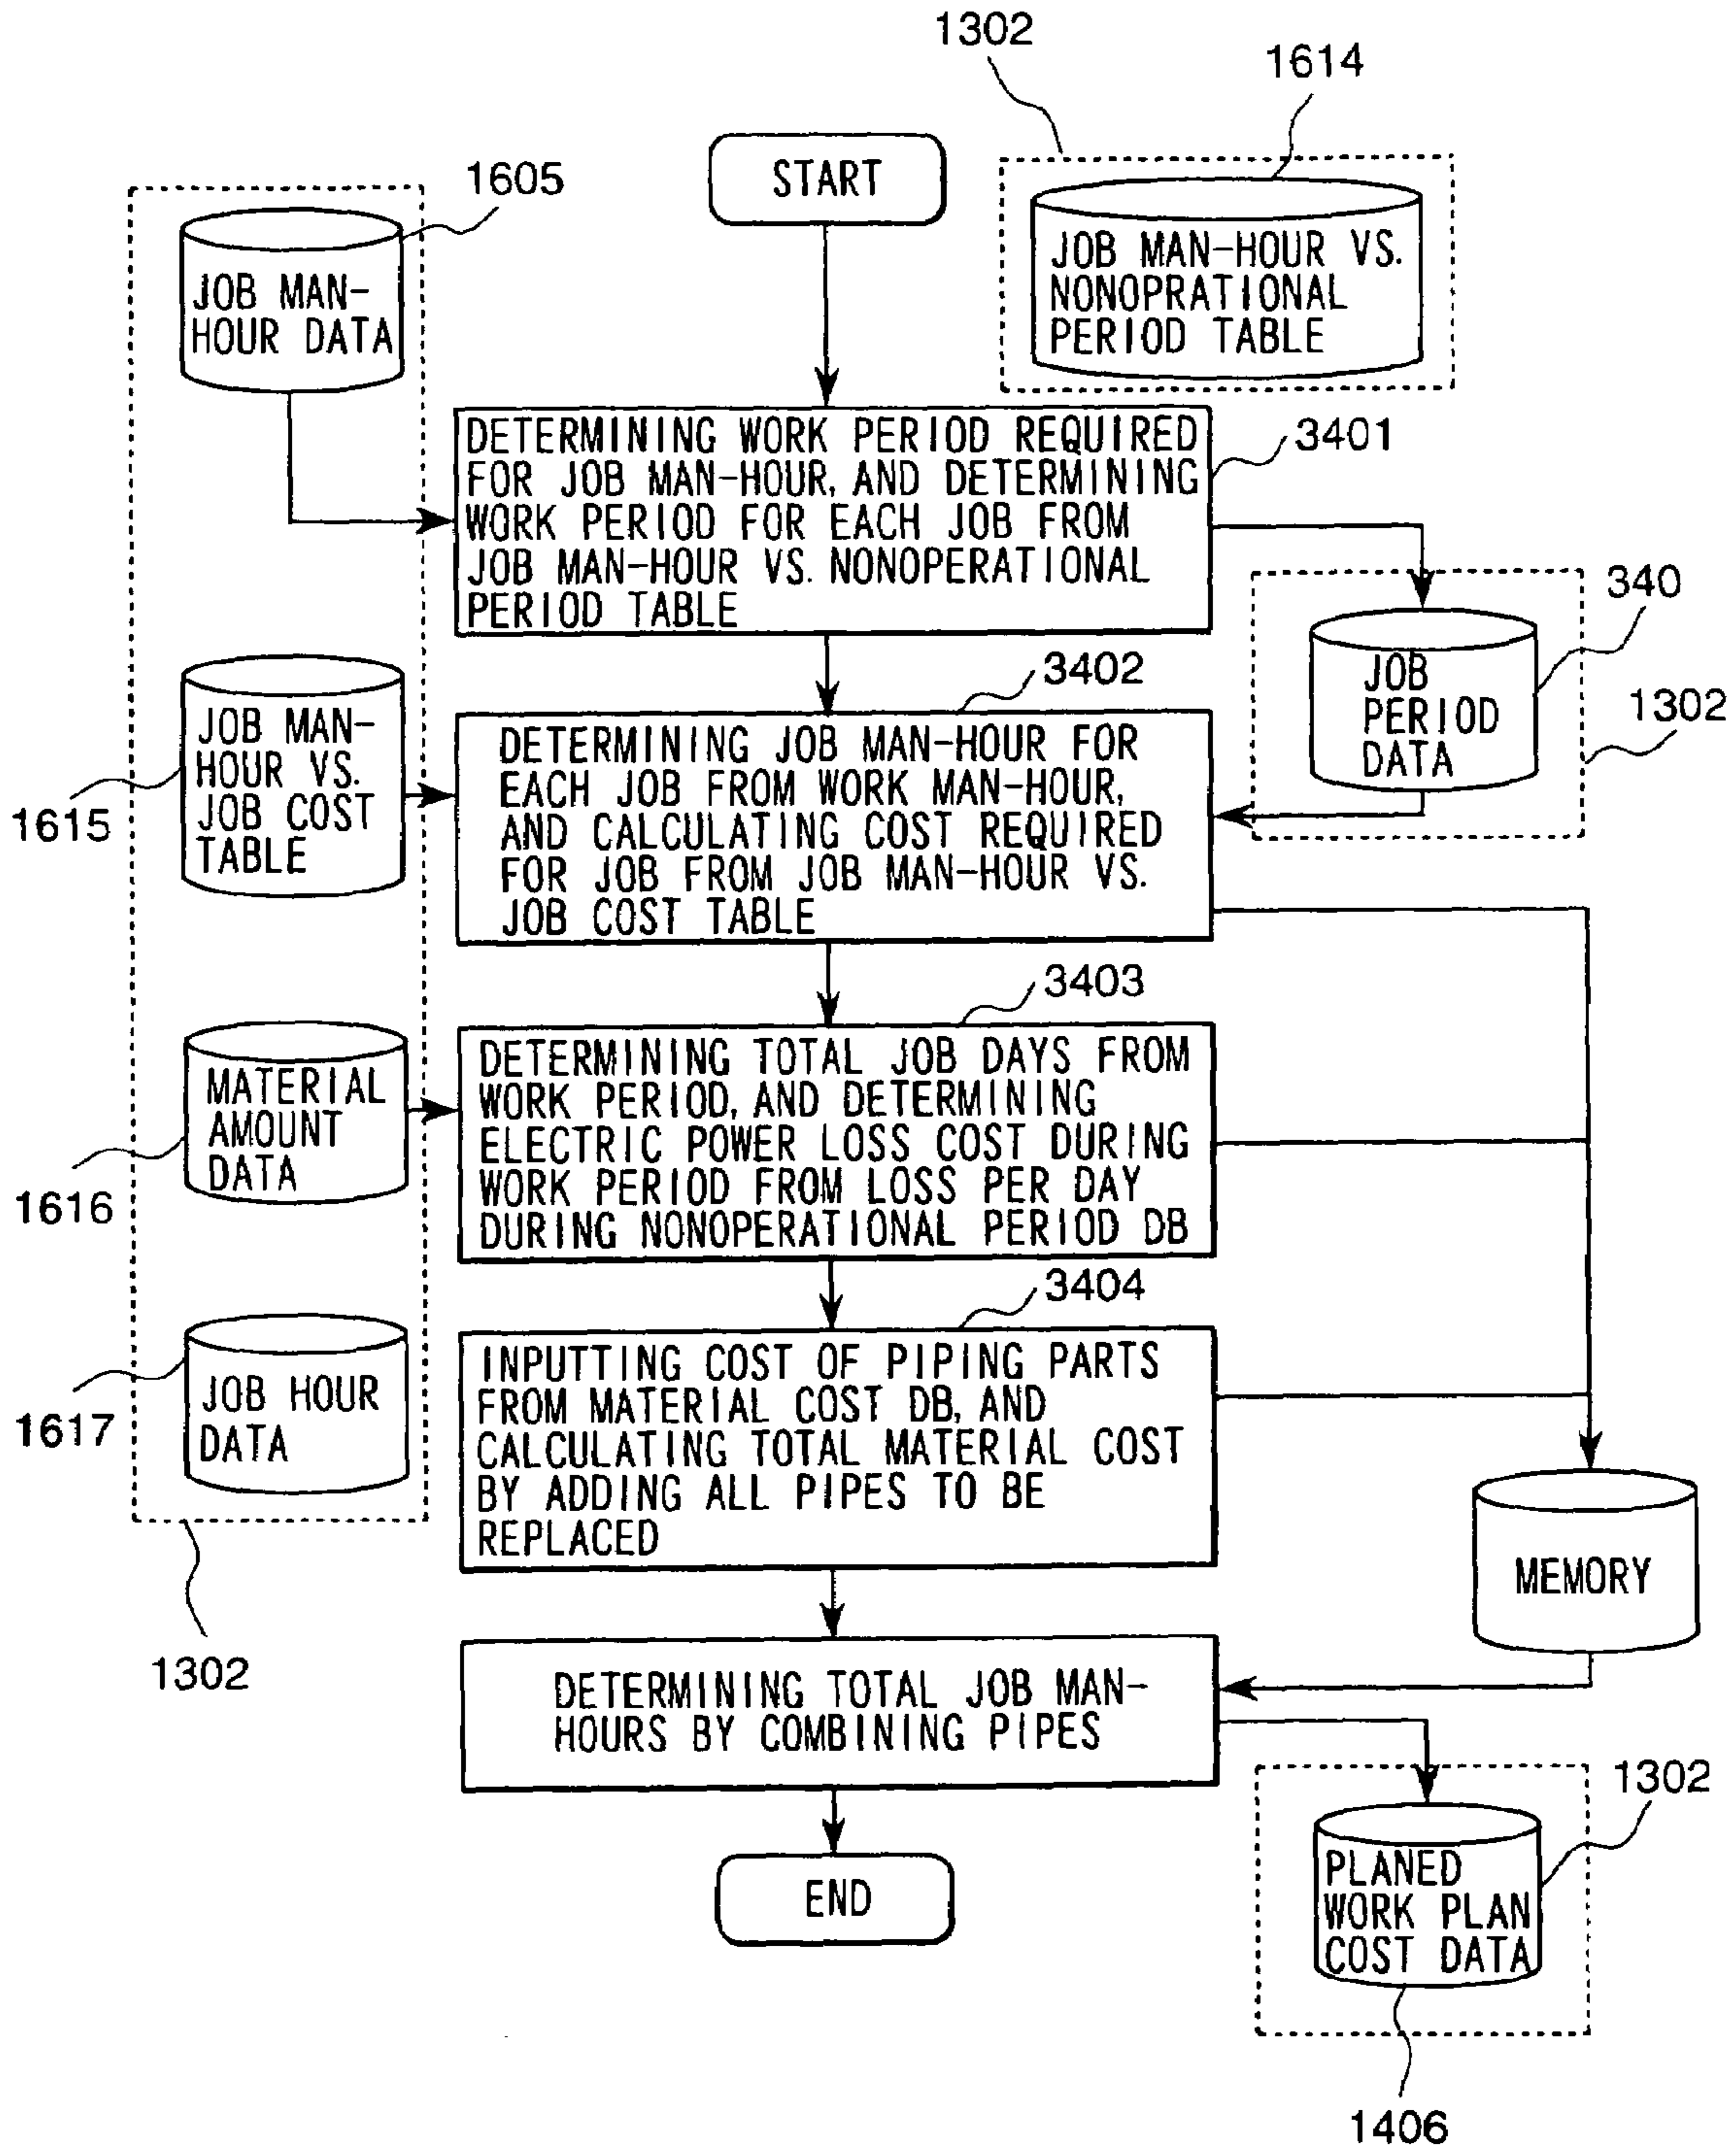 1302
1614
START
JOB MAN-HOUR VS.
NONOPRATIONAL
PERIOD TABLE
1605
JOB MAN-
HOUR DATA
DETERMINING WORK PERIOD REQUIRED
FOR JOB MAN-HOUR, AND DETERMINING
WORK PERIOD FOR EACH JOB FROM
JOB MAN-HOUR VS. NONOPERATIONAL
PERIOD TABLE
3401
340
JOB
PERIOD
DATA
1302
3402
JOB MAN-
HOUR VS.
JOB COST
TABLE
1615
DETERMINING JOB MAN-HOUR FOR
EACH JOB FROM WORK MAN-HOUR,
AND CALCULATING COST REQUIRED
FOR JOB FROM JOB MAN-HOUR VS.
JOB COST TABLE
3403
MATERIAL
AMOUNT
DATA
1616
DETERMINING TOTAL JOB DAYS FROM
WORK PERIOD, AND DETERMINING
ELECTRIC POWER LOSS COST DURING
WORK PERIOD FROM LOSS PER DAY
DURING NONOPERATIONAL PERIOD DB
3404
JOB HOUR
DATA
1617
INPUTTING COST OF PIPING PARTS
FROM MATERIAL COST DB, AND
CALCULATING TOTAL MATERIAL COST
BY ADDING ALL PIPES TO BE
REPLACED
MEMORY
1302
DETERMINING TOTAL JOB MAN-
HOURS BY COMBINING PIPES
1302
PLANED
WORK PLAN
COST DATA
END
1406